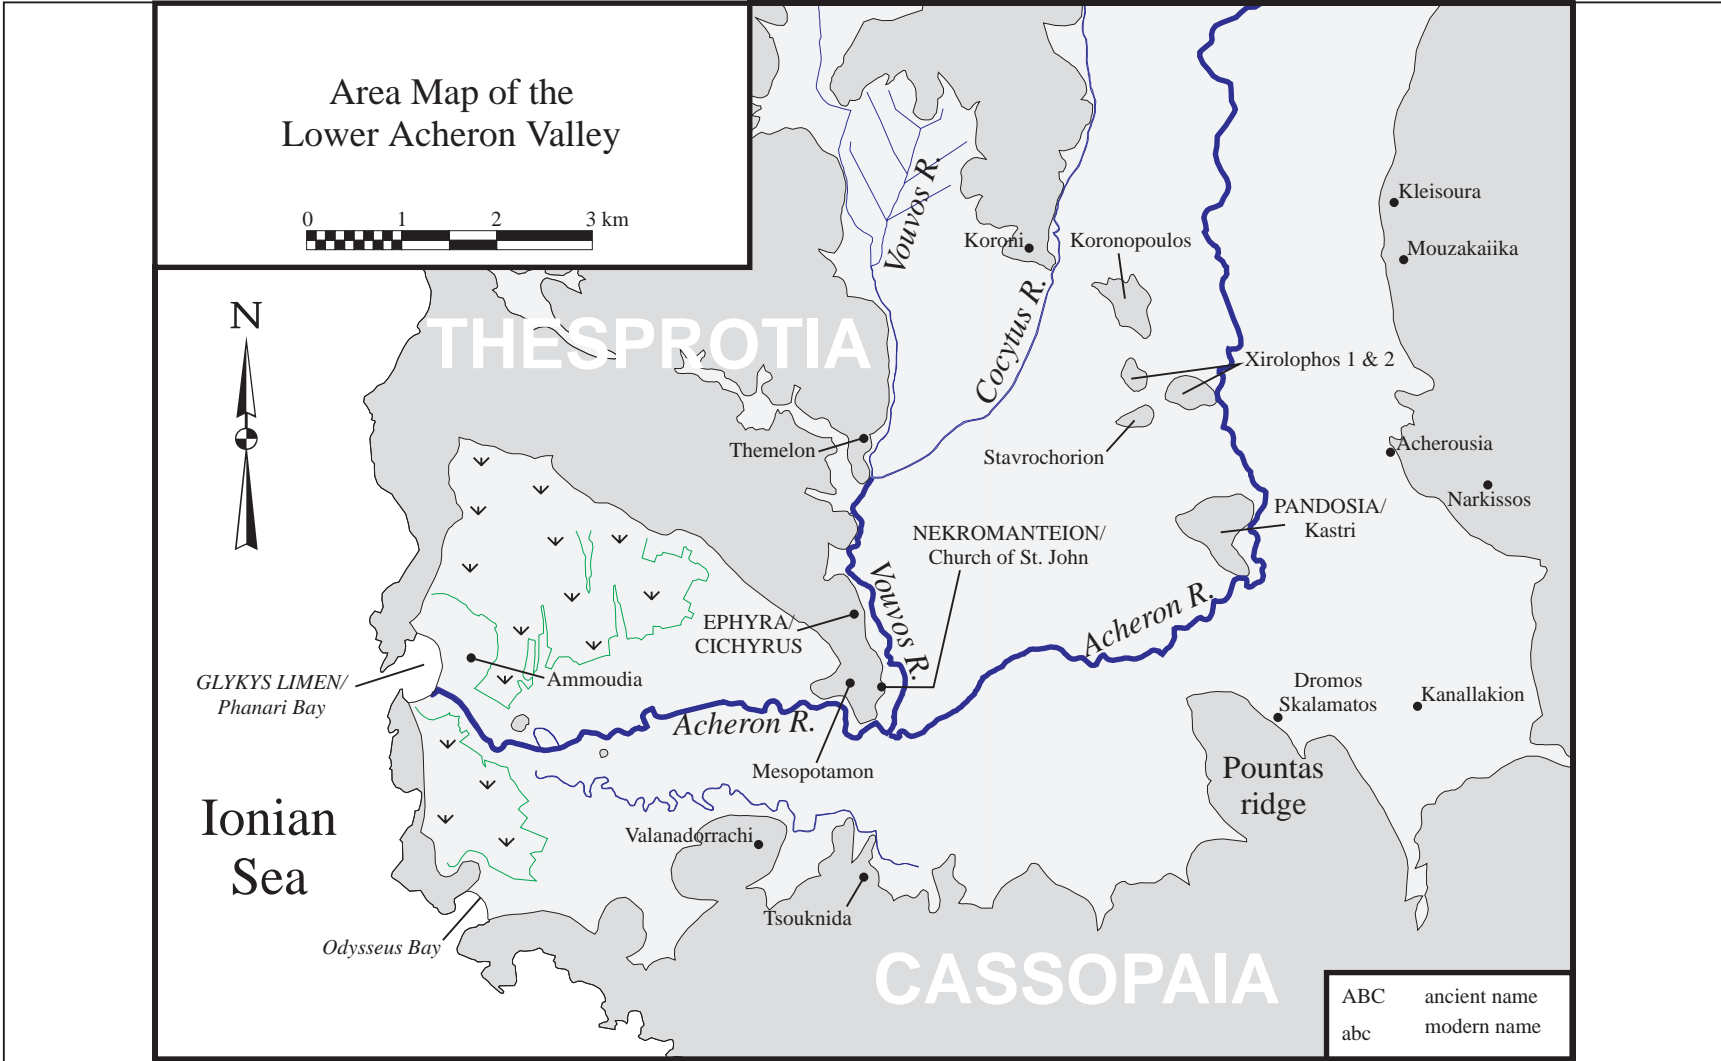 Area Map of the
Lower Acheron Valley
0 1 2 3 km
N
THESPROTIA
Vouvos R.
Koroni
Koronopoulos
Cocytus R.
Kleisoura
Mouzakaiika
Xirolophos 1 & 2
Themelon
Stavrochorion
Acherousia
Narkissos
PANDOSIA/
Kastri
NEKROMANTEION/
Church of St. John
EPHYRA/
CICHYRUS
Vouvos R.
Acheron R.
GLYKYS LIMEN/
Phanari Bay
Ammoudia
Acheron R.
Mesopotamon
Dromos
Skalamatos
Kanallakion
Pountas
ridge
Ionian
Sea
Valanadorrachi
Tsouknida
Odysseus Bay
CASSOPAIA
ABC ancient name
abc modern name